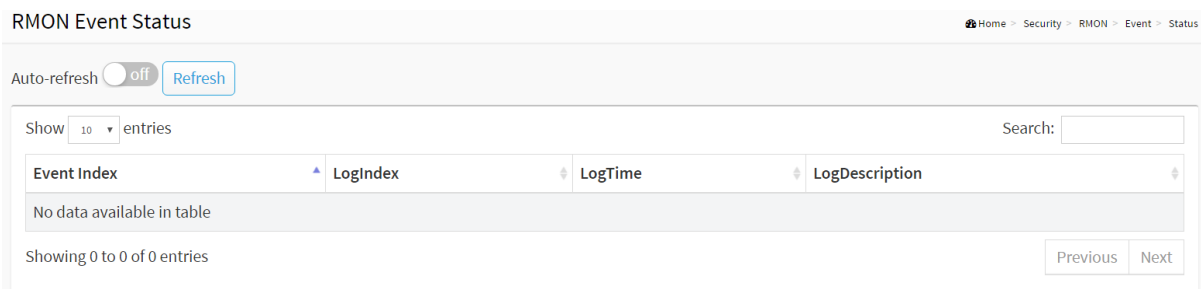 RMON Event Status
Home > Security > RMON > Event > Status
Auto-refresh off Refresh
Show 10 entries
Search:
Event Index LogIndex LogTime LogDescription
No data available in table
Showing 0 to 0 of 0 entries
Previous Next